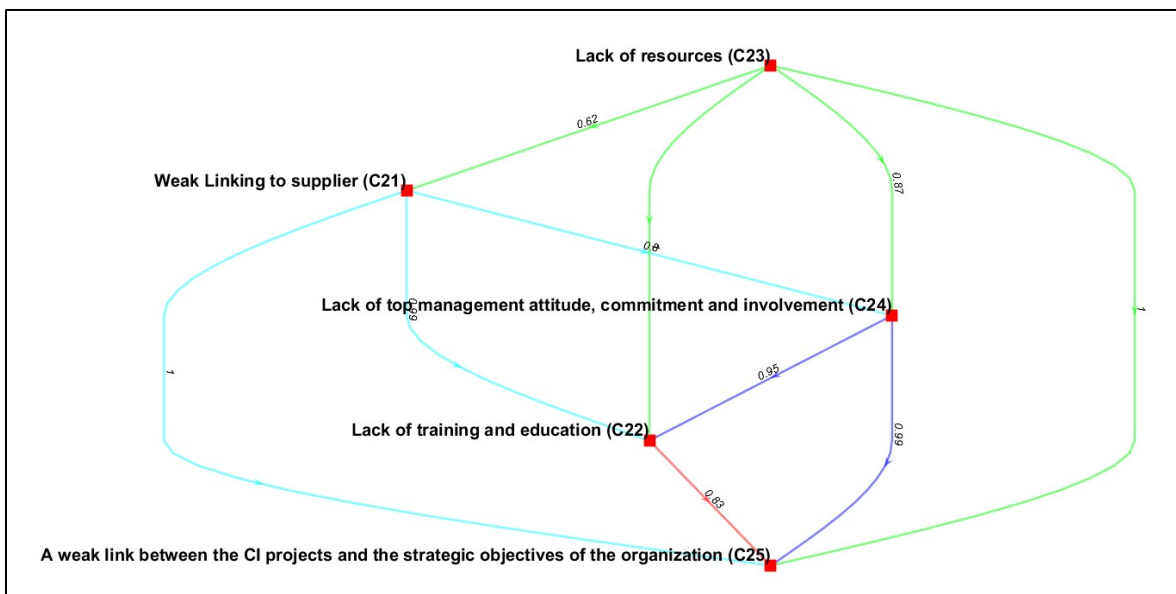 Lack of resources (C23)
0.62
0.87
Weak Linking to supplier (C21)
Lack of top management attitude, commitment and involvement (C24)
0.99
1
1
0.95
Lack of training and education (C22)
0.99
0.83
A weak link between the CI projects and the strategic objectives of the organization (C25)